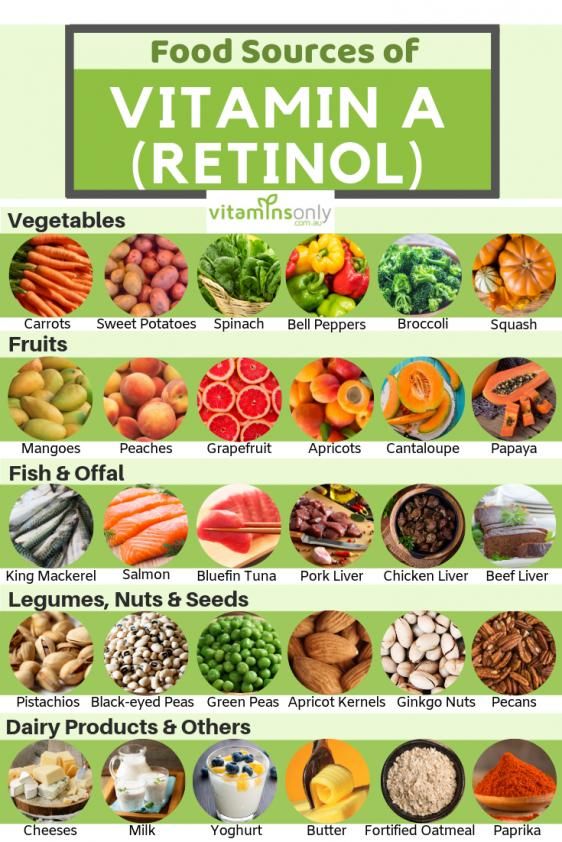 Food Sources of
VITAMIN A
(RETINOL)
vitaminsonly
.com.au
Vegetables
Carrots Sweet Potatoes Spinach Bell Peppers Broccoli Squash
Fruits
Mangoes Peaches Grapefruit Apricots Cantaloupe Papaya
Fish & Offal
King Mackerel Salmon Bluefin Tuna Pork Liver Chicken Liver Beef Liver
Legumes, Nuts & Seeds
Pistachios Black-eyed Peas Green Peas Apricot Kernels Ginkgo Nuts Pecans
Dairy Products & Others
Cheeses Milk Yoghurt Butter Fortified Oatmeal Paprika